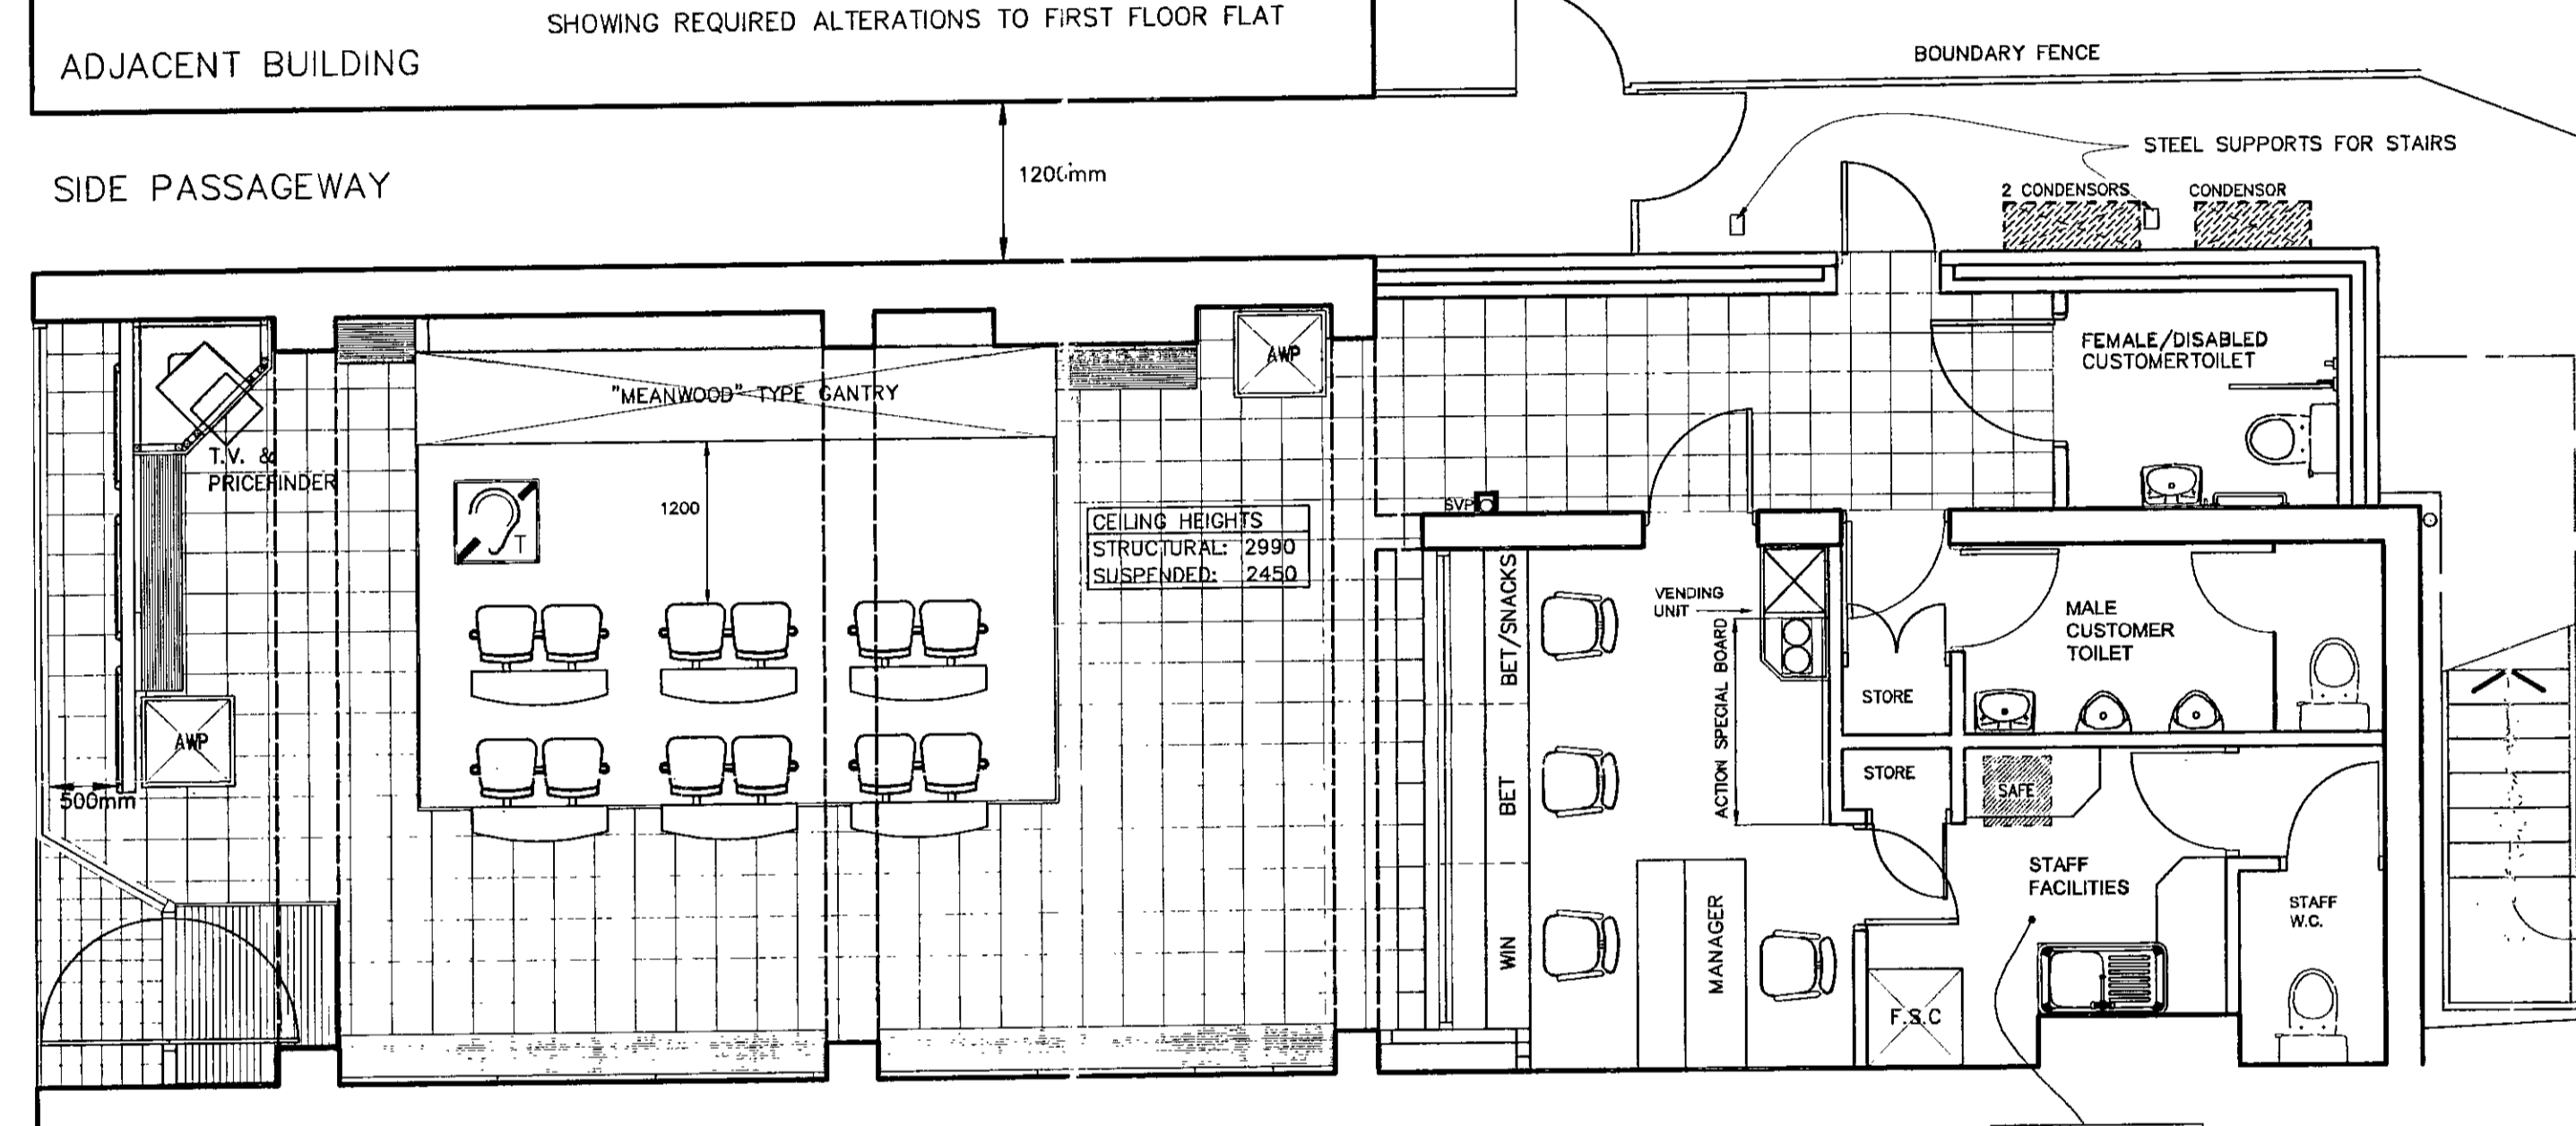 SHOWING REQUIRED ALTERATIONS TO FIRST FLOOR FLAT
ADJACENT BUILDING
BOUNDARY FENCE
STEEL SUPPORTS FOR STAIRS
SIDE PASSAGEWAY
1200mm
2 CONDENSORS
CONDENSOR
AWP
FEMALE/DISABLED
CUSTOMERTOILET
"MEANWOOD" TYPE GANTRY
T.V. &
PRICEFINDER
1200
T
CEILING HEIGHTS
STRUCTURAL: 2990
SUSPENDED: 2450
SVP
BET/SNACKS
VENDING
UNIT
ACTION SPECIAL BOARD
MALE
CUSTOMER
TOILET
STORE
AWP
500mm
BET
STORE
SAFE
STAFF
FACILITIES
WIN
MANAGER
STAFF
W.C.
F.S.C